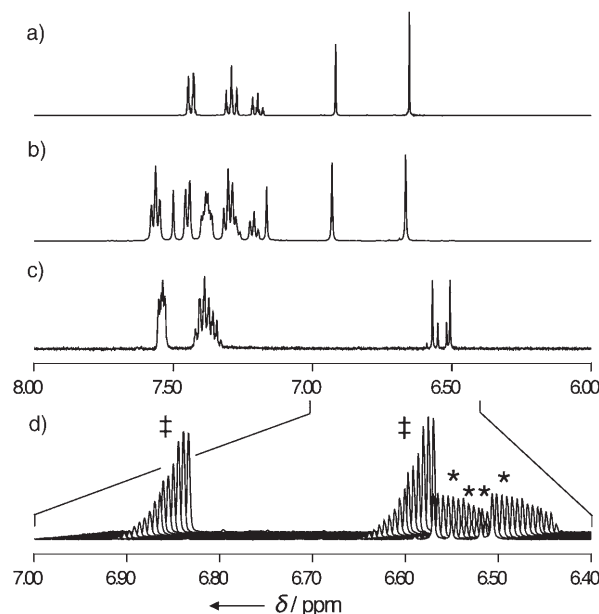 a)
b)
c)
8.00 7.50 7.00 6.50 6.00
d)
‡ ‡ * * * *
7.00 6.90 6.80 6.70 6.60 6.50 6.40
← δ / ppm